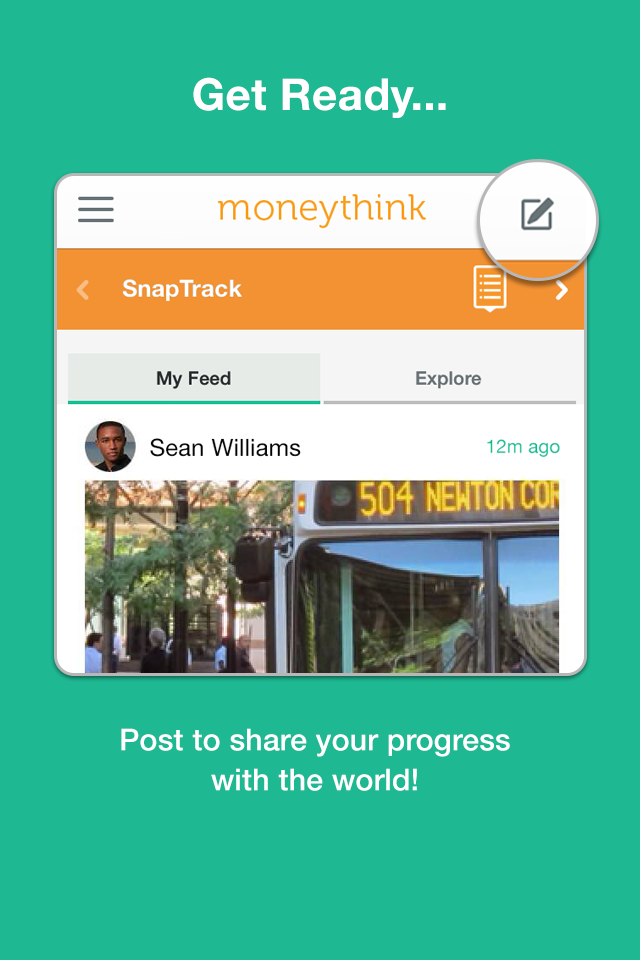 Get Ready...
moneythink
SnapTrack
My Feed
Explore
Sean Williams
12m ago
504 NEWTON COR
Post to share your progress
with the world!